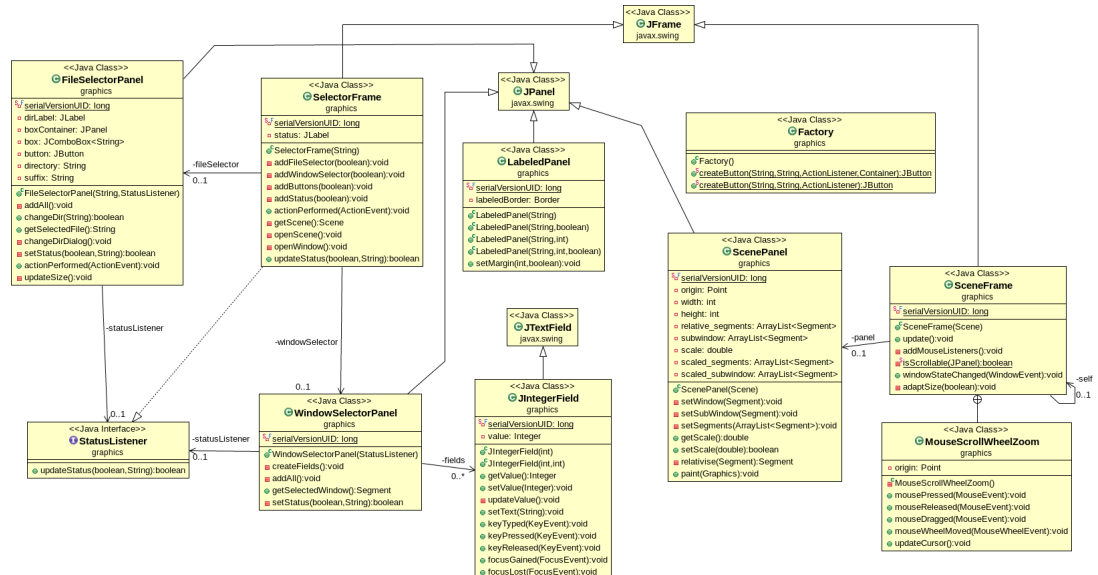 <<Java Class>>
JFrame
javax.swing
<<Java Class>>
FileSelectorPanel
graphics
serialVersionUID: long
dirLabel: JLabel
boxContainer: JPanel
box: JComboBox<String>
button: JButton
directory: String
suffix: String
FileSelectorPanel(String,StatusListener)
addAll():void
changeDir(String):boolean
getSelectedFile():String
changeDirDialog():void
setStatus(boolean,String):boolean
actionPerformed(ActionEvent):void
updateSize():void
<<Java Class>>
SelectorFrame
graphics
serialVersionUID: long
status: JLabel
SelectorFrame(String)
addFileSelector(boolean):void
addWindowSelector(boolean):void
addButtons(boolean):void
addStatus(boolean):void
actionPerformed(ActionEvent):void
getScene():Scene
openScene():void
openWindow():void
updateStatus(boolean,String):boolean
-fileSelector
0..1
<<Java Class>>
JPanel
javax.swing
<<Java Class>>
LabeledPanel
graphics
serialVersionUID: long
labeledBorder: Border
LabeledPanel(String)
LabeledPanel(String,boolean)
LabeledPanel(String,int)
LabeledPanel(String,int,boolean)
setMargin(int,boolean):void
<<Java Class>>
Factory
graphics
Factory()
createButton(String,String,ActionListener,Container):JButton
createButton(String,String,ActionListener):JButton
<<Java Class>>
ScenePanel
graphics
serialVersionUID: long
origin: Point
width: int
height: int
relative_segments: ArrayList<Segment>
subwindow: ArrayList<Segment>
scale: double
scaled_segments: ArrayList<Segment>
scaled_subwindow: ArrayList<Segment>
ScenePanel(Scene)
setWindow(Segment):void
setSubWindow(Segment):void
setSegments(ArrayList<Segment>):void
getScale():double
setScale(double):boolean
relativise(Segment):Segment
paint(Graphics):void
<<Java Class>>
SceneFrame
graphics
serialVersionUID: long
SceneFrame(Scene)
update():void
addMouseListeners():void
isScrollable(JPanel):boolean
windowStateChanged(WindowEvent):void
adaptSize(boolean):void
-panel
0..1
-self
0..1
<<Java Class>>
MouseScrollWheelZoom
graphics
origin: Point
MouseScrollWheelZoom()
mousePressed(MouseEvent):void
mouseReleased(MouseEvent):void
mouseDragged(MouseEvent):void
mouseWheelMoved(MouseWheelEvent):void
updateCursor():void
<<Java Class>>
JTextField
javax.swing
<<Java Class>>
JIntegerField
graphics
serialVersionUID: long
value: Integer
JIntegerField(int)
JIntegerField(int,int)
getValue():Integer
setValue(Integer):void
updateValue():void
setText(String):void
keyTyped(KeyEvent):void
keyPressed(KeyEvent):void
keyReleased(KeyEvent):void
focusGained(FocusEvent):void
focusLost(FocusEvent):void
-statusListener
0..1
-windowSelector
0..1
<<Java Class>>
WindowSelectorPanel
graphics
serialVersionUID: long
WindowSelectorPanel(StatusListener)
createFields():void
addAll():void
getSelectedWindow():Segment
setStatus(boolean,String):boolean
-statusListener
0..1
-fields
0..*
<<Java Interface>>
StatusListener
graphics
updateStatus(boolean,String):boolean